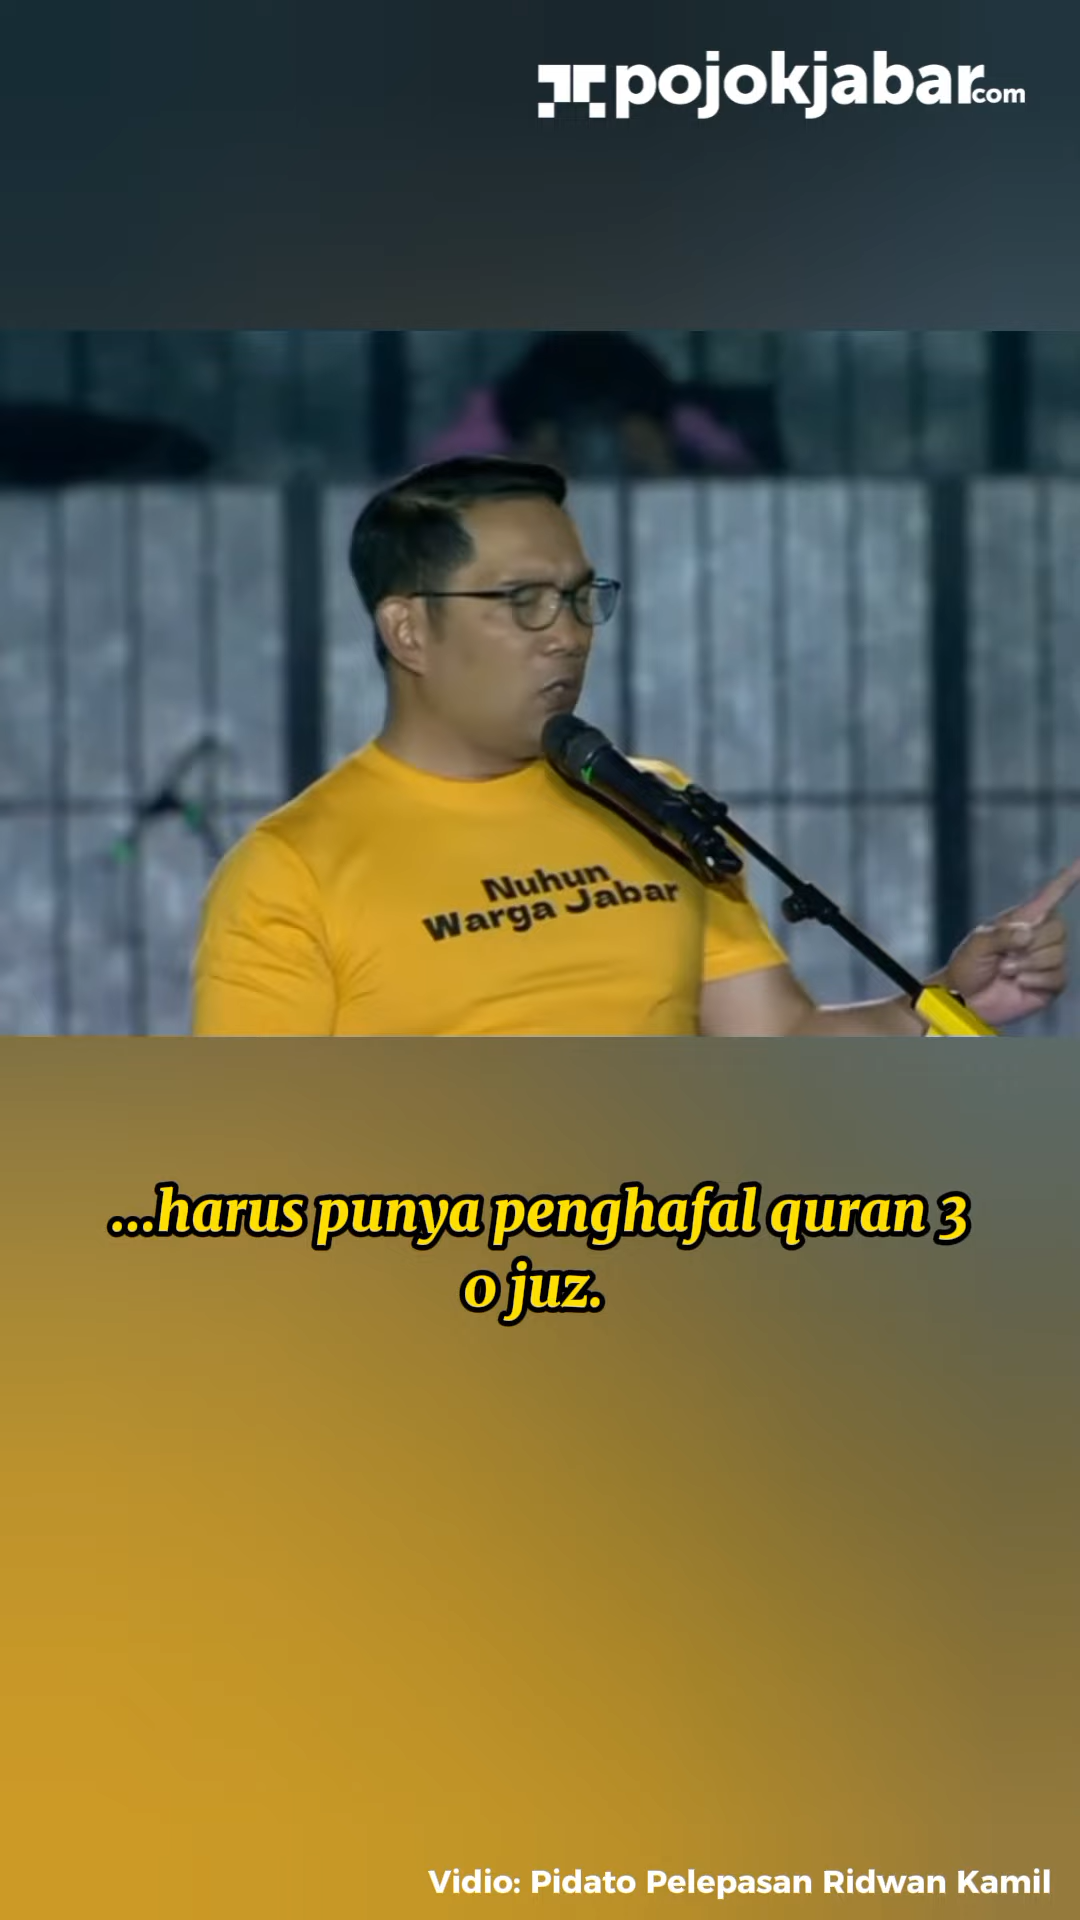 pojokjabar.com
Nuhun
Warga Jabar
...harus punya penghafal quran 3
0 juz.
Vidio: Pidato Pelepasan Ridwan Kamil